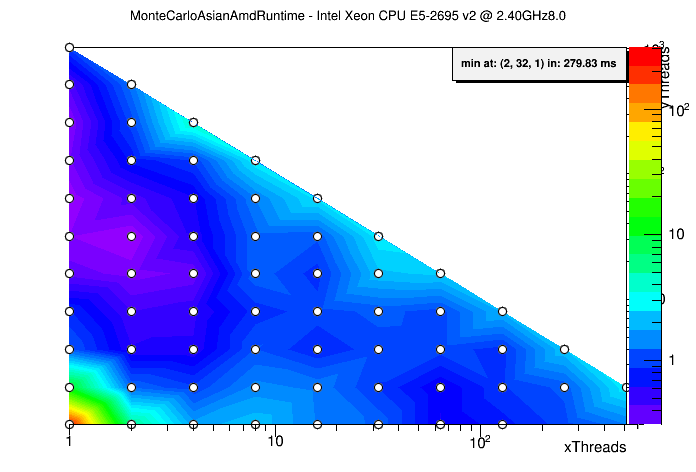 MonteCarloAsianAmdRuntime - Intel Xeon CPU E5-2695 v2 @ 2.40GHz8.0
min at: (2, 32, 1) in: 279.83 ms
10³
yThreads
10²
10
1
1
10
10²
xThreads